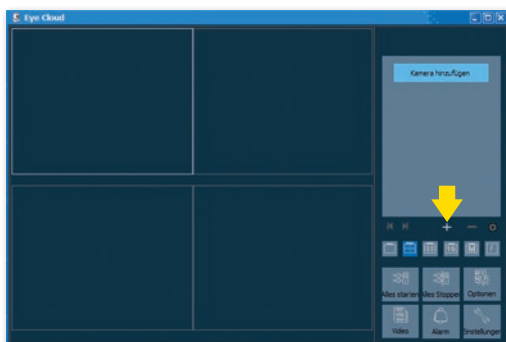 Eye Cloud
Kamera hinzufügen
Alles starten Alles Stoppen Optionen
Video Alarm Einstellungen